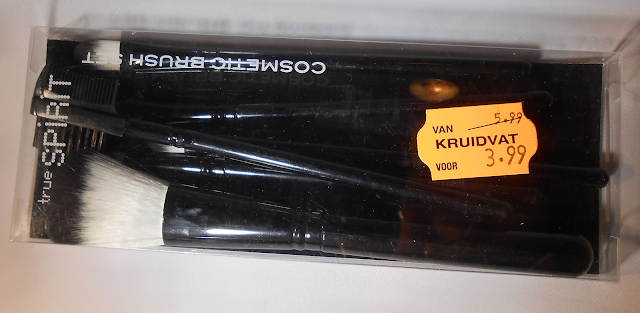 COSMETIC BRUSH SET
true SPIRIT
VAN 5.99
KRUIDVAT
VOOR 3.99